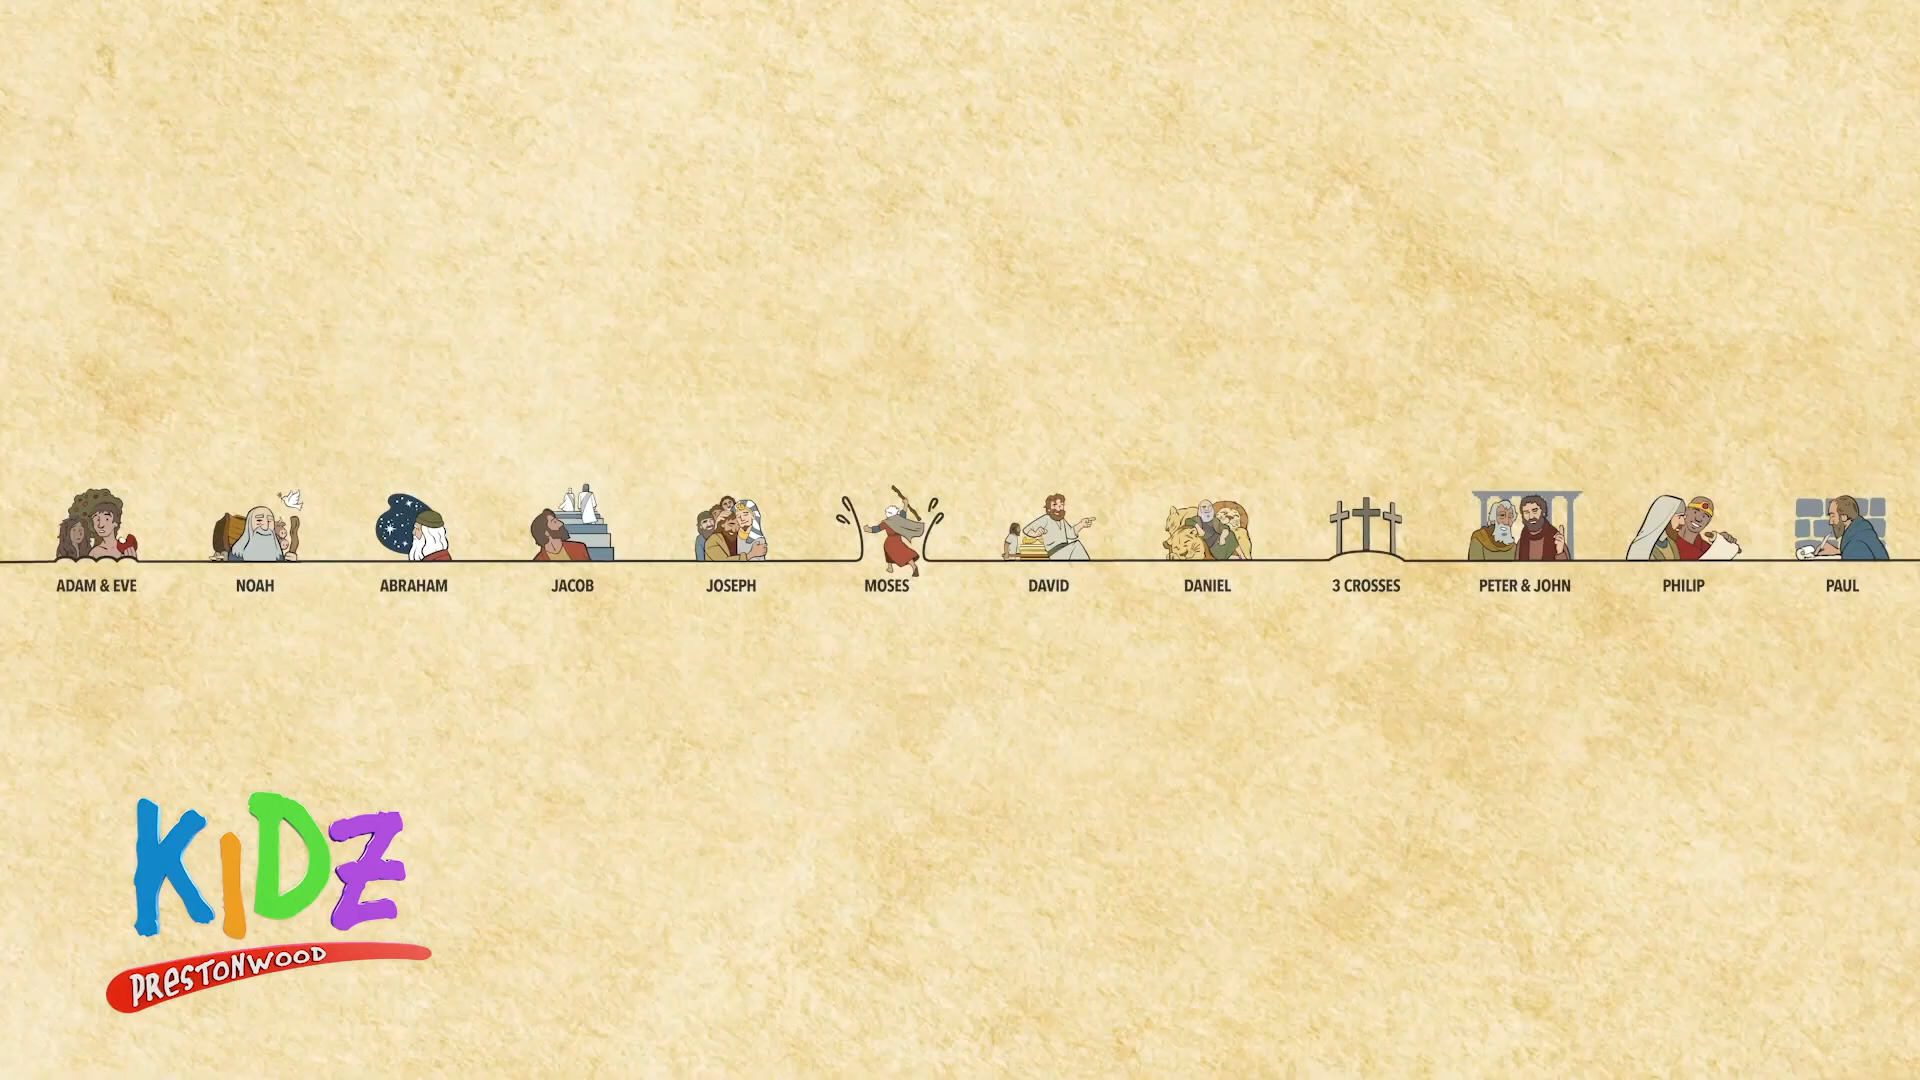 ADAM & EVE
NOAH
ABRAHAM
JACOB
JOSEPH
MOSES
DAVID
DANIEL
3 CROSSES
PETER & JOHN
PHILIP
PAUL
KiDZ
PRESTONWOOD